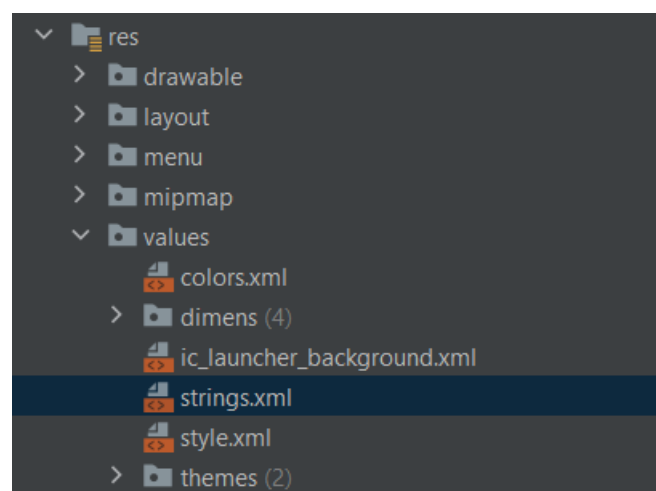 res
drawable
layout
menu
mipmap
values
colors.xml
dimens (4)
ic_launcher_background.xml
strings.xml
style.xml
themes (2)